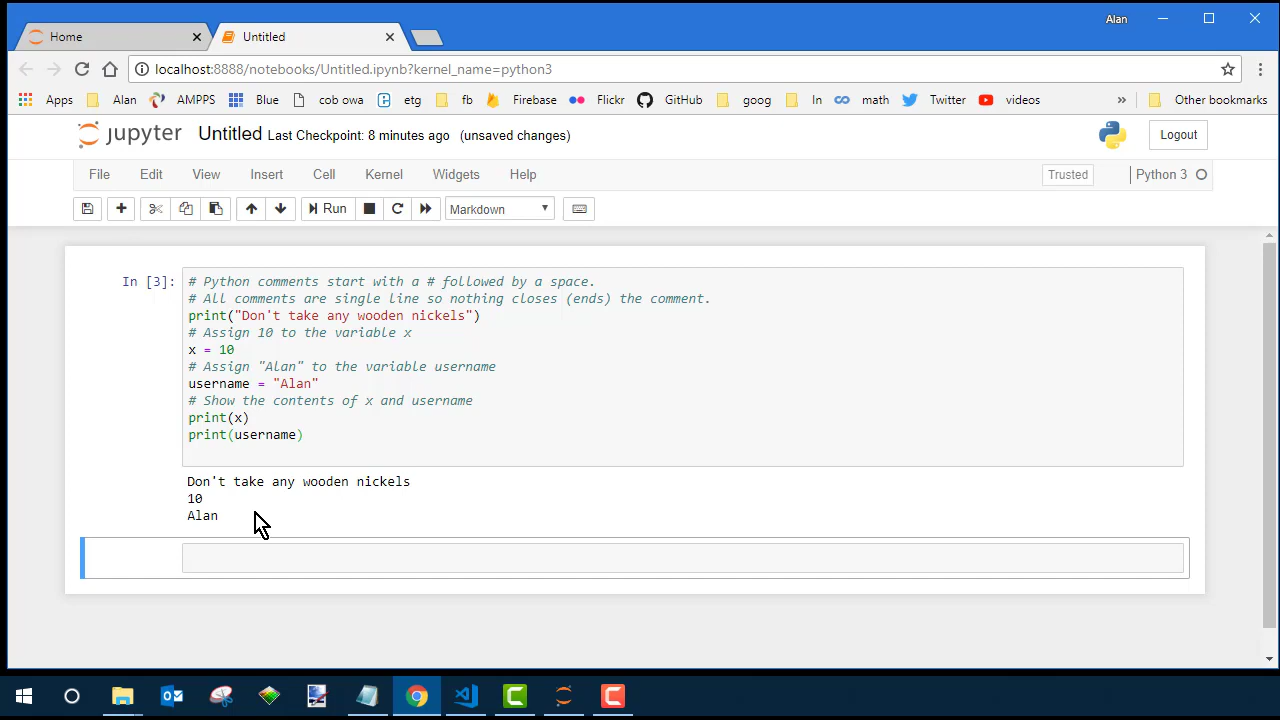 Alan
Home
Untitled
localhost:8888/notebooks/Untitled.ipynb?kernel_name=python3
Apps Alan AMPPS Blue cob owa etg fb Firebase Flickr GitHub goog In math Twitter videos » Other bookmarks
jupyter Untitled Last Checkpoint: 8 minutes ago (unsaved changes) Logout
File Edit View Insert Cell Kernel Widgets Help Trusted Python 3
Run Markdown
In [3]: # Python comments start with a # followed by a space.
# All comments are single line so nothing closes (ends) the comment.
print("Don't take any wooden nickels")
# Assign 10 to the variable x
x = 10
# Assign "Alan" to the variable username
username = "Alan"
# Show the contents of x and username
print(x)
print(username)
Don't take any wooden nickels
10
Alan